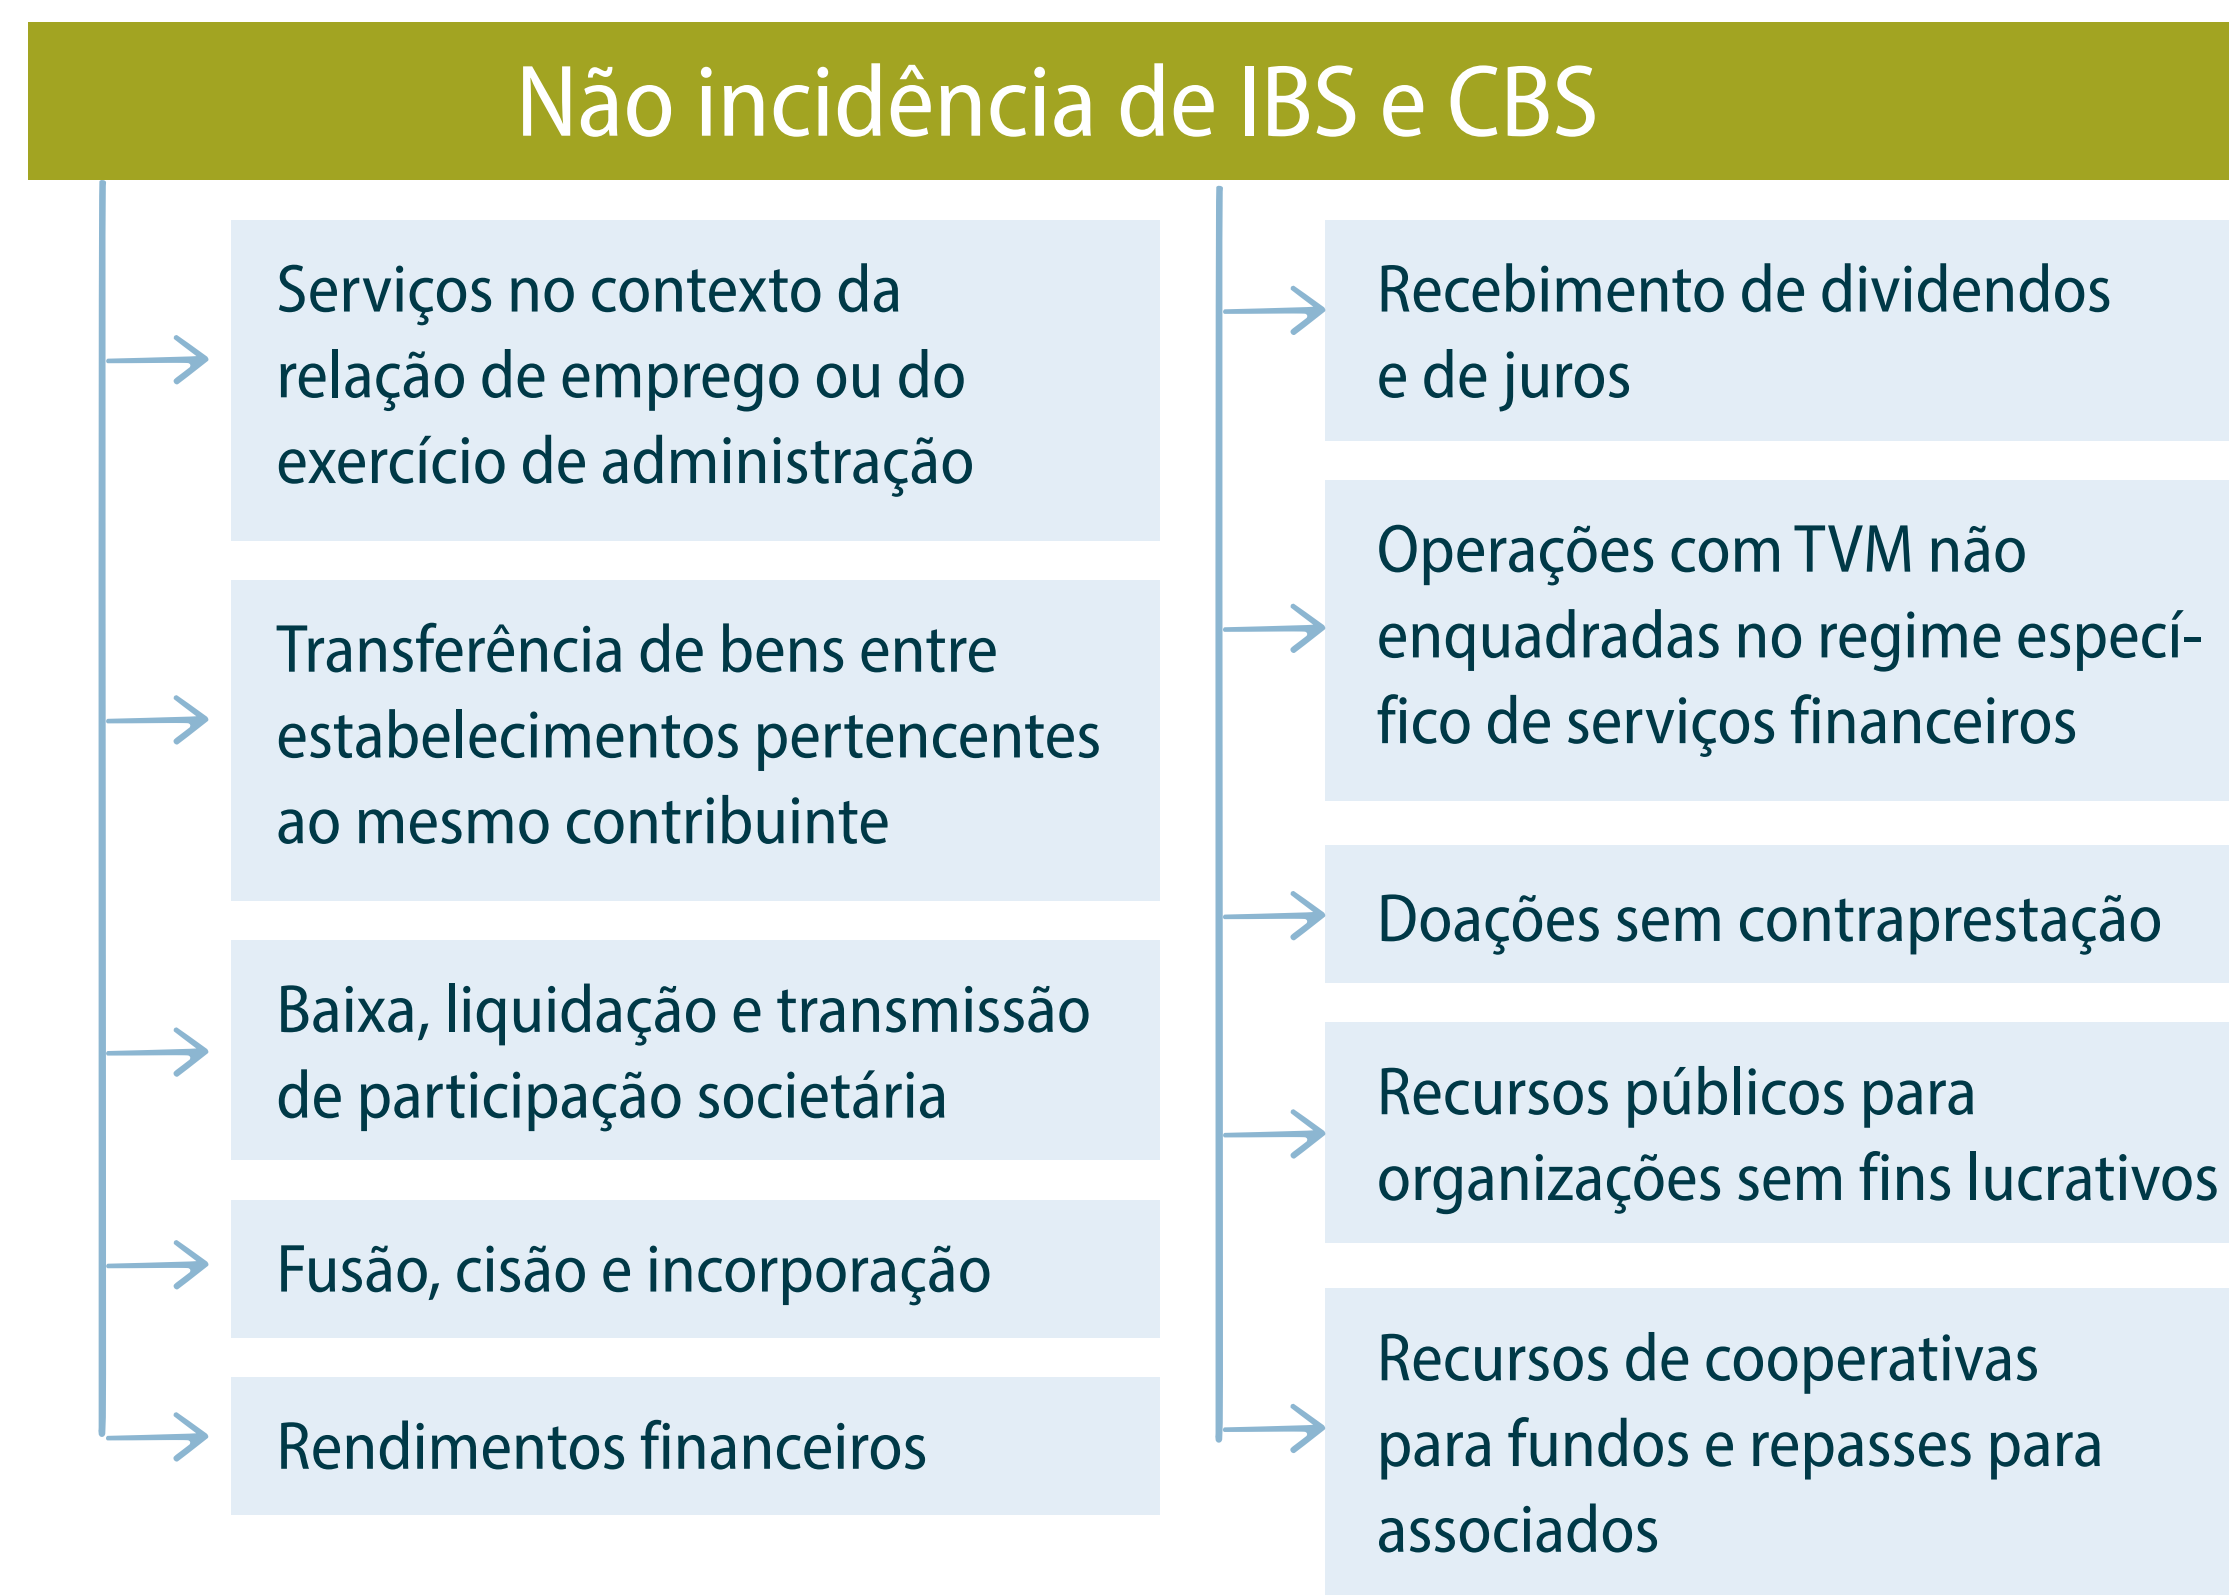 Não incidência de IBS e CBS
Serviços no contexto da
relação de emprego ou do
exercício de administração
Transferência de bens entre
estabelecimentos pertencentes
ao mesmo contribuinte
Baixa, liquidação e transmissão
de participação societária
Fusão, cisão e incorporação
Rendimentos financeiros
Recebimento de dividendos
e de juros
Operações com TVM não
enquadradas no regime especí-
fico de serviços financeiros
Doações sem contraprestação
Recursos públicos para
organizações sem fins lucrativos
Recursos de cooperativas
para fundos e repasses para
associados